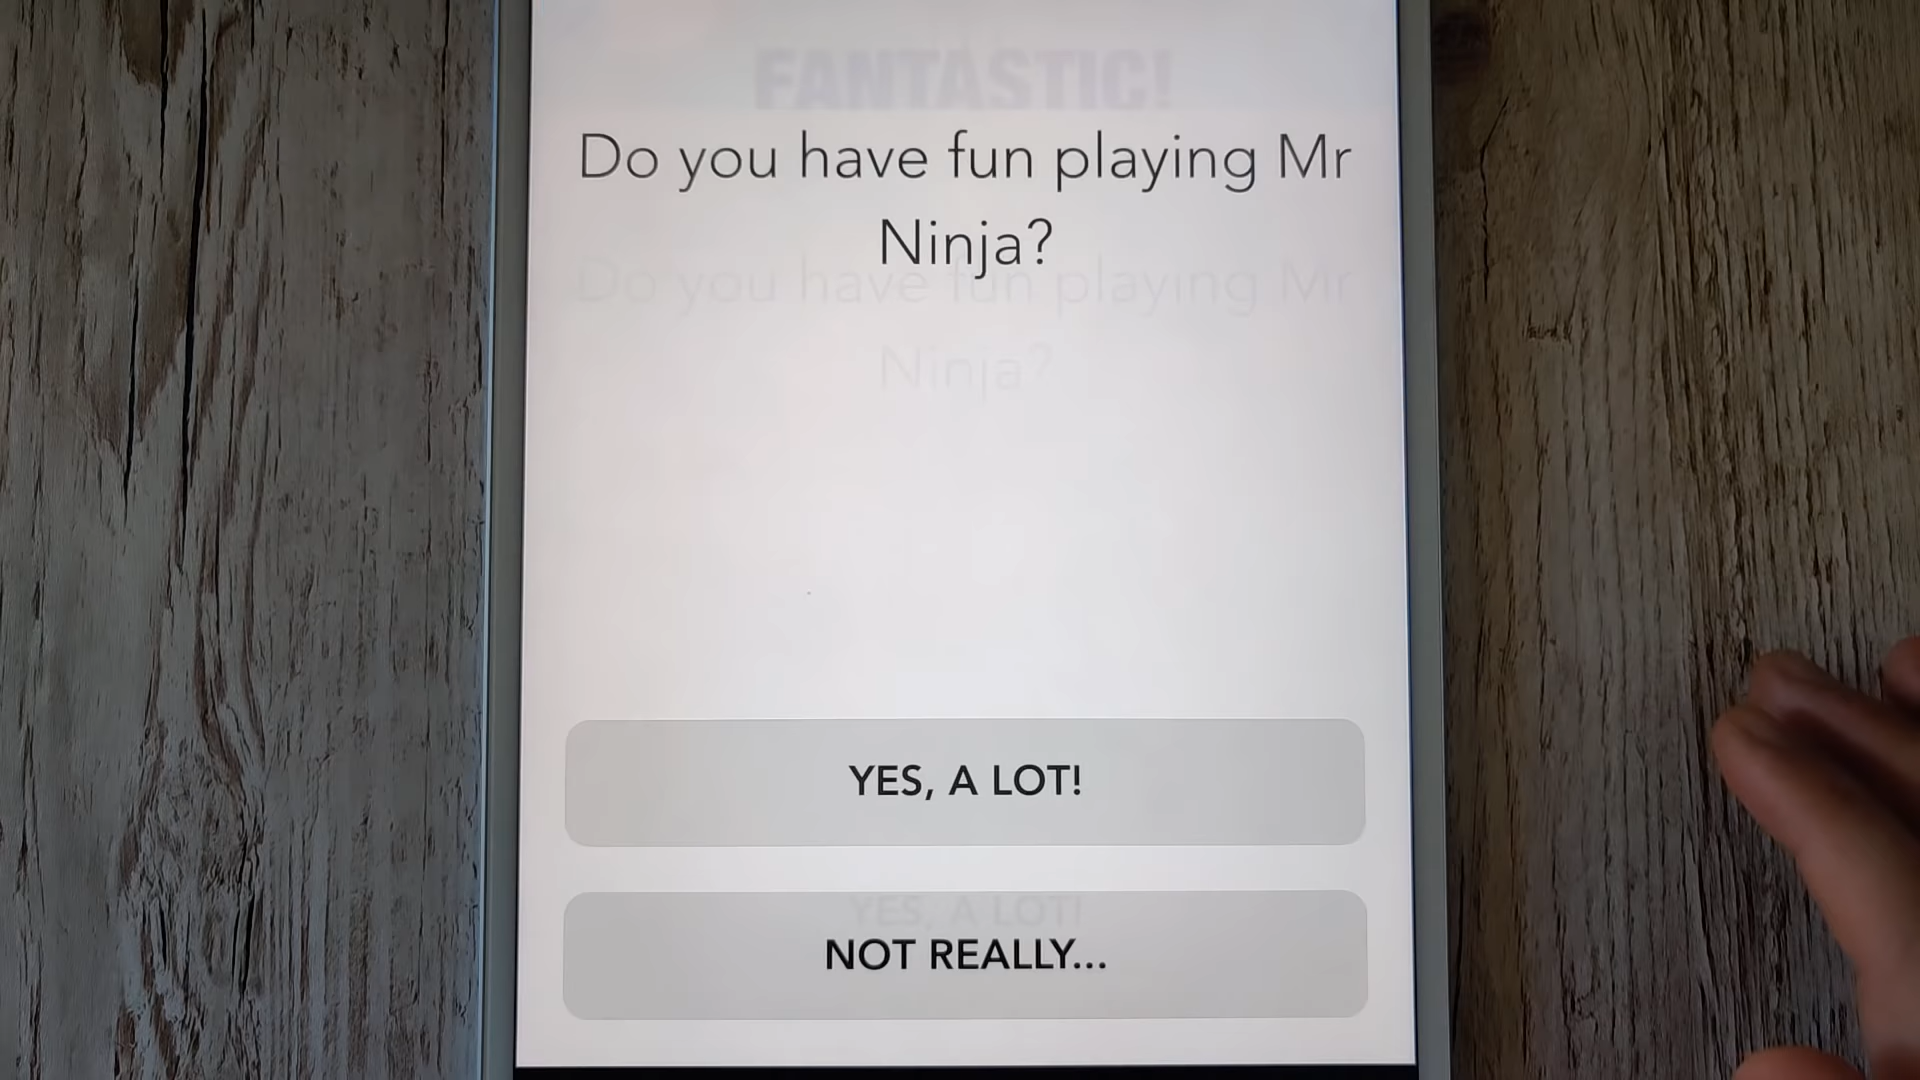 FANTASTIC!
Do you have fun playing Mr
Ninja?
Do you have fun playing Mr
Ninja?
YES, A LOT!
YES, A LOT!
NOT REALLY...